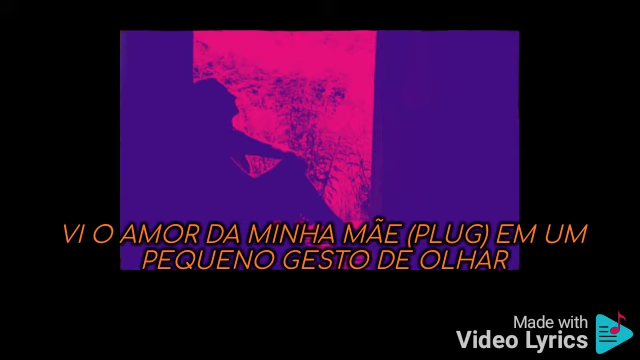 VI O AMOR DA MINHA MÃE (PLUG) EM UM
PEQUENO GESTO DE OLHAR
Made with
Video Lyrics